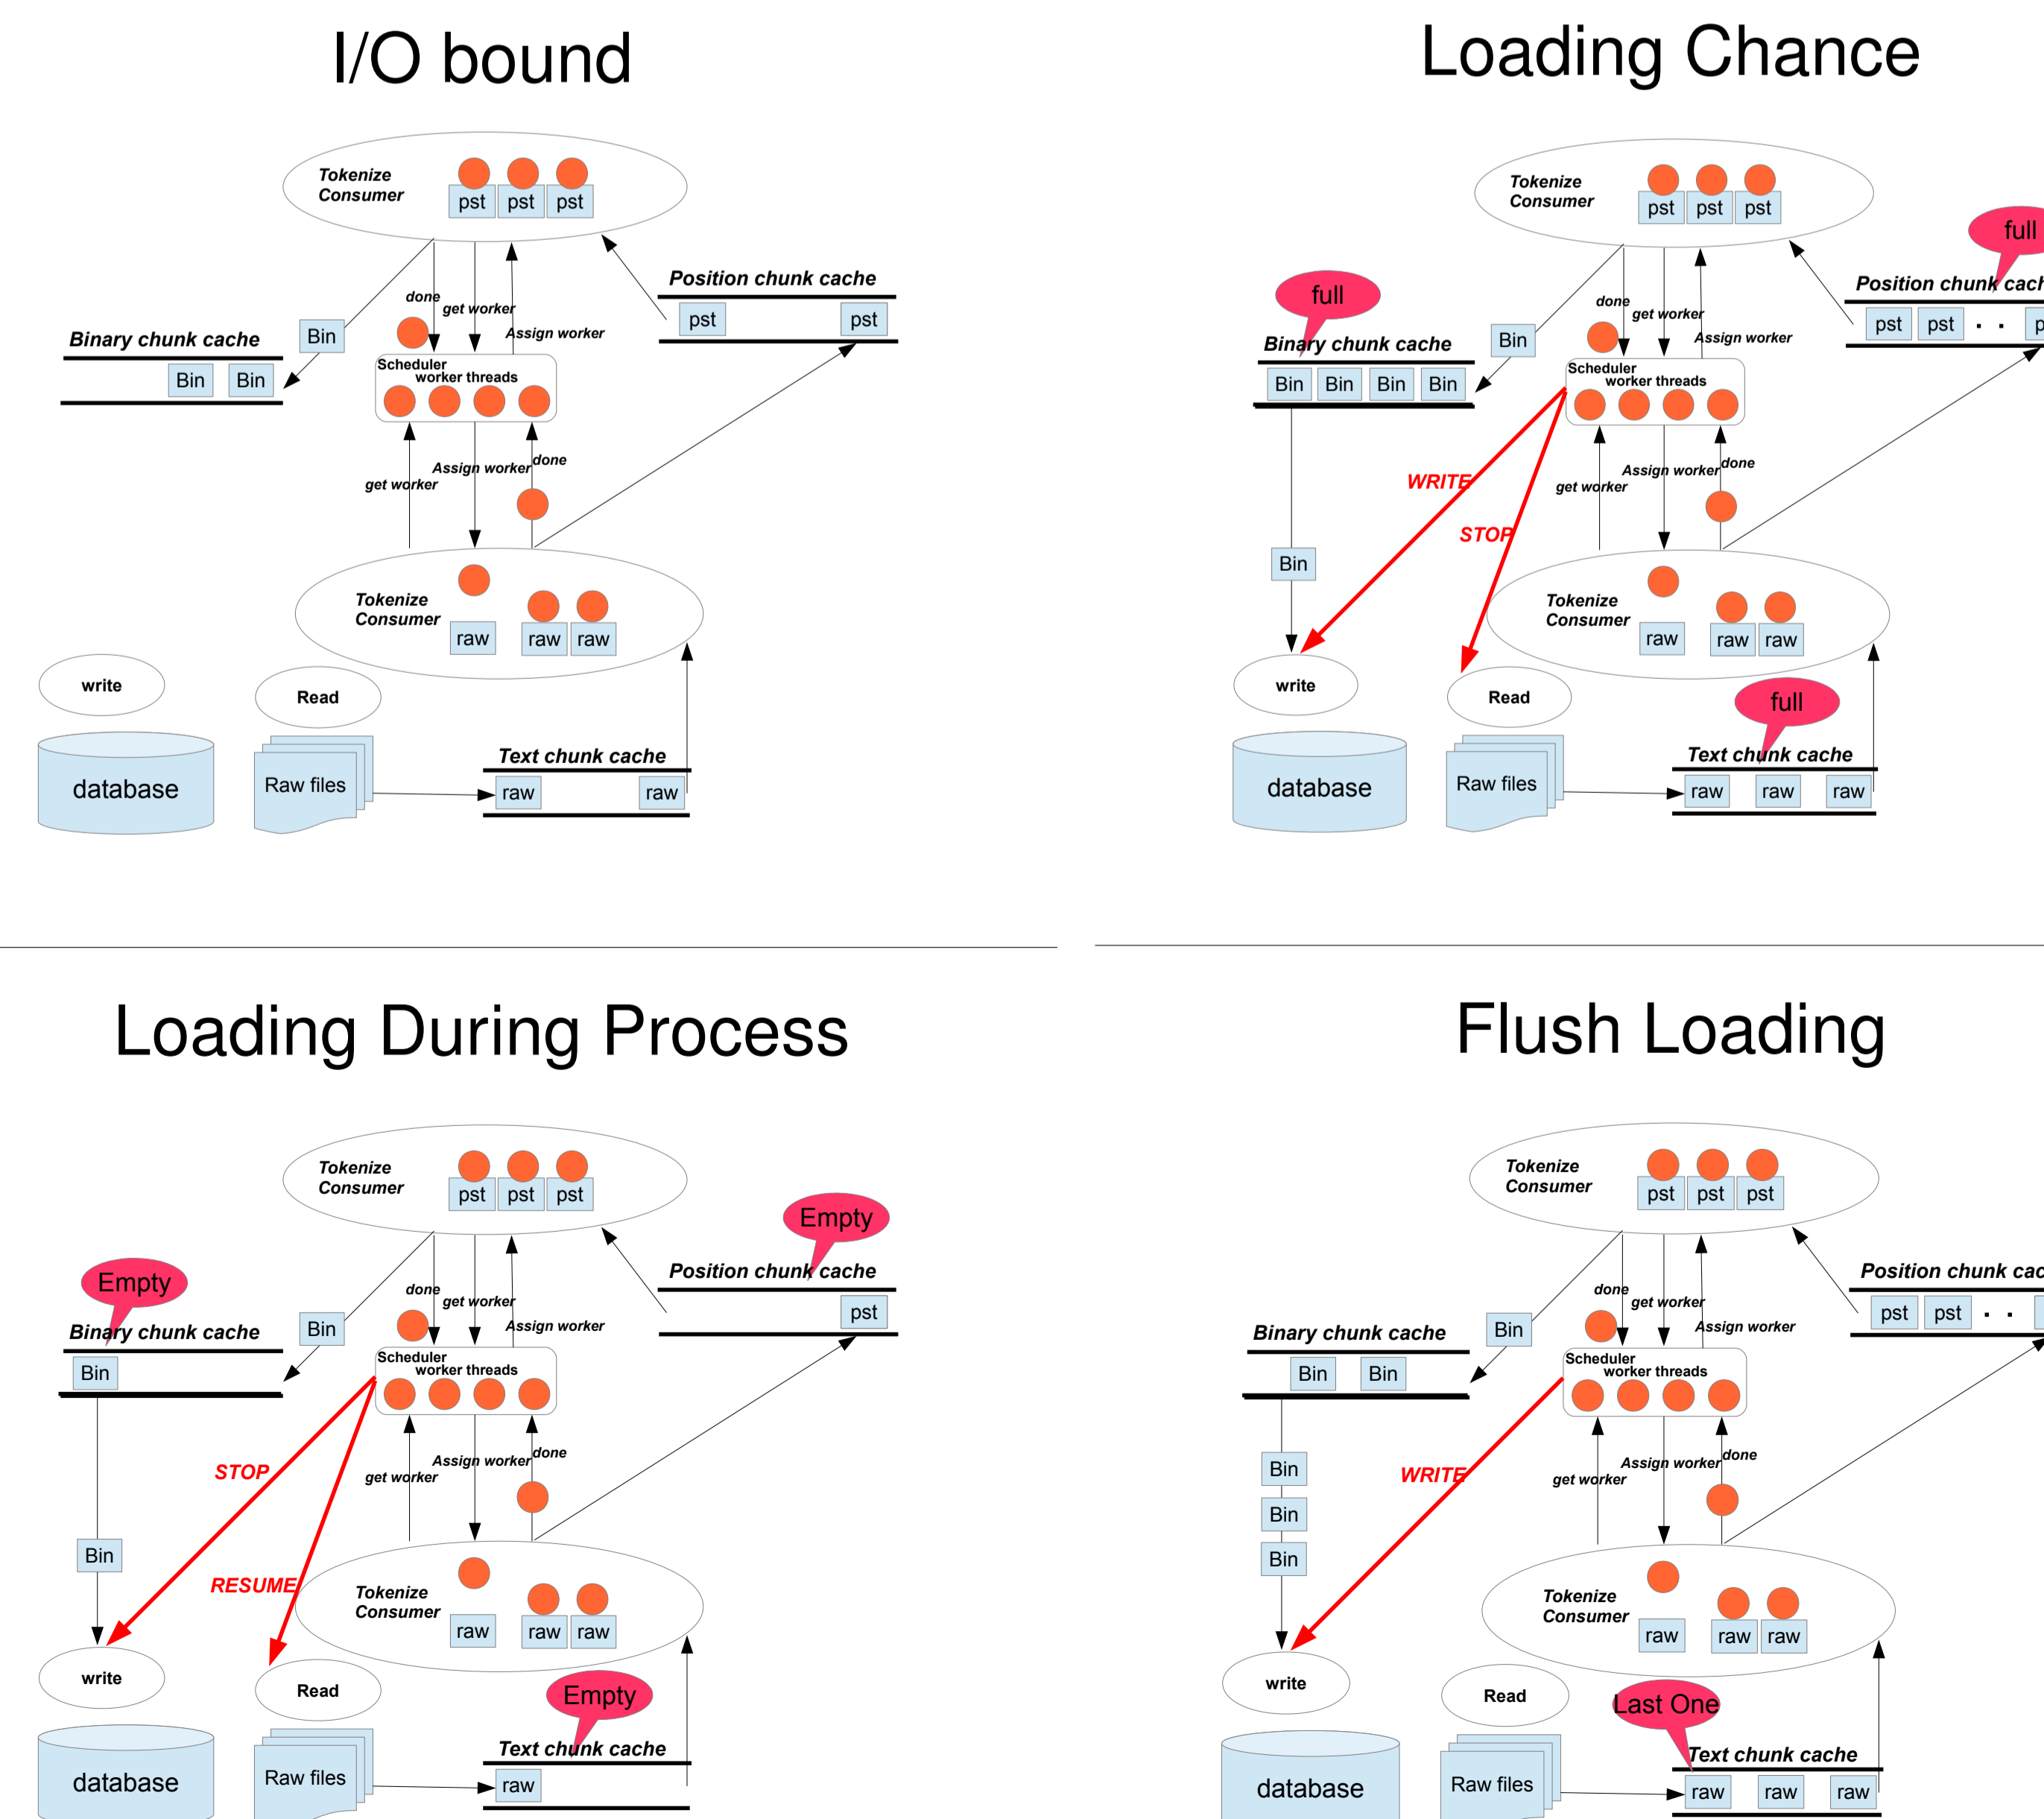 I/O bound
Tokenize
Consumer
pst pst pst
Position chunk cache
pst pst
done
get worker
Assign worker
Bin
Binary chunk cache
Bin Bin
Scheduler
worker threads
Assign worker
done
get worker
Tokenize
Consumer
raw raw raw
write
Read
database
Raw files
Text chunk cache
raw raw
Loading Chance
Tokenize
Consumer
pst pst pst
full
Position chunk cach
pst pst . . p
full
done
get worker
Assign worker
Bin
Binary chunk cache
Bin Bin Bin Bin
Scheduler
worker threads
WRITE
STOP
Assign worker
done
get worker
Bin
Tokenize
Consumer
raw raw raw
write
Read
full
database
Raw files
Text chunk cache
raw raw raw
Loading During Process
Tokenize
Consumer
pst pst pst
Empty
Position chunk cache
pst
Empty
done
get worker
Assign worker
Bin
Binary chunk cache
Bin
Scheduler
worker threads
STOP
RESUME
Assign worker
done
get worker
Bin
Tokenize
Consumer
raw raw raw
write
Read
Empty
database
Raw files
Text chunk cache
raw
Flush Loading
Tokenize
Consumer
pst pst pst
Position chunk cac
pst pst . .
done
get worker
Assign worker
Bin
Binary chunk cache
Bin Bin
Scheduler
worker threads
WRITE
Assign worker
done
get worker
Bin
Bin
Bin
Tokenize
Consumer
raw raw raw
write
Read
Last One
database
Raw files
Text chunk cache
raw raw raw